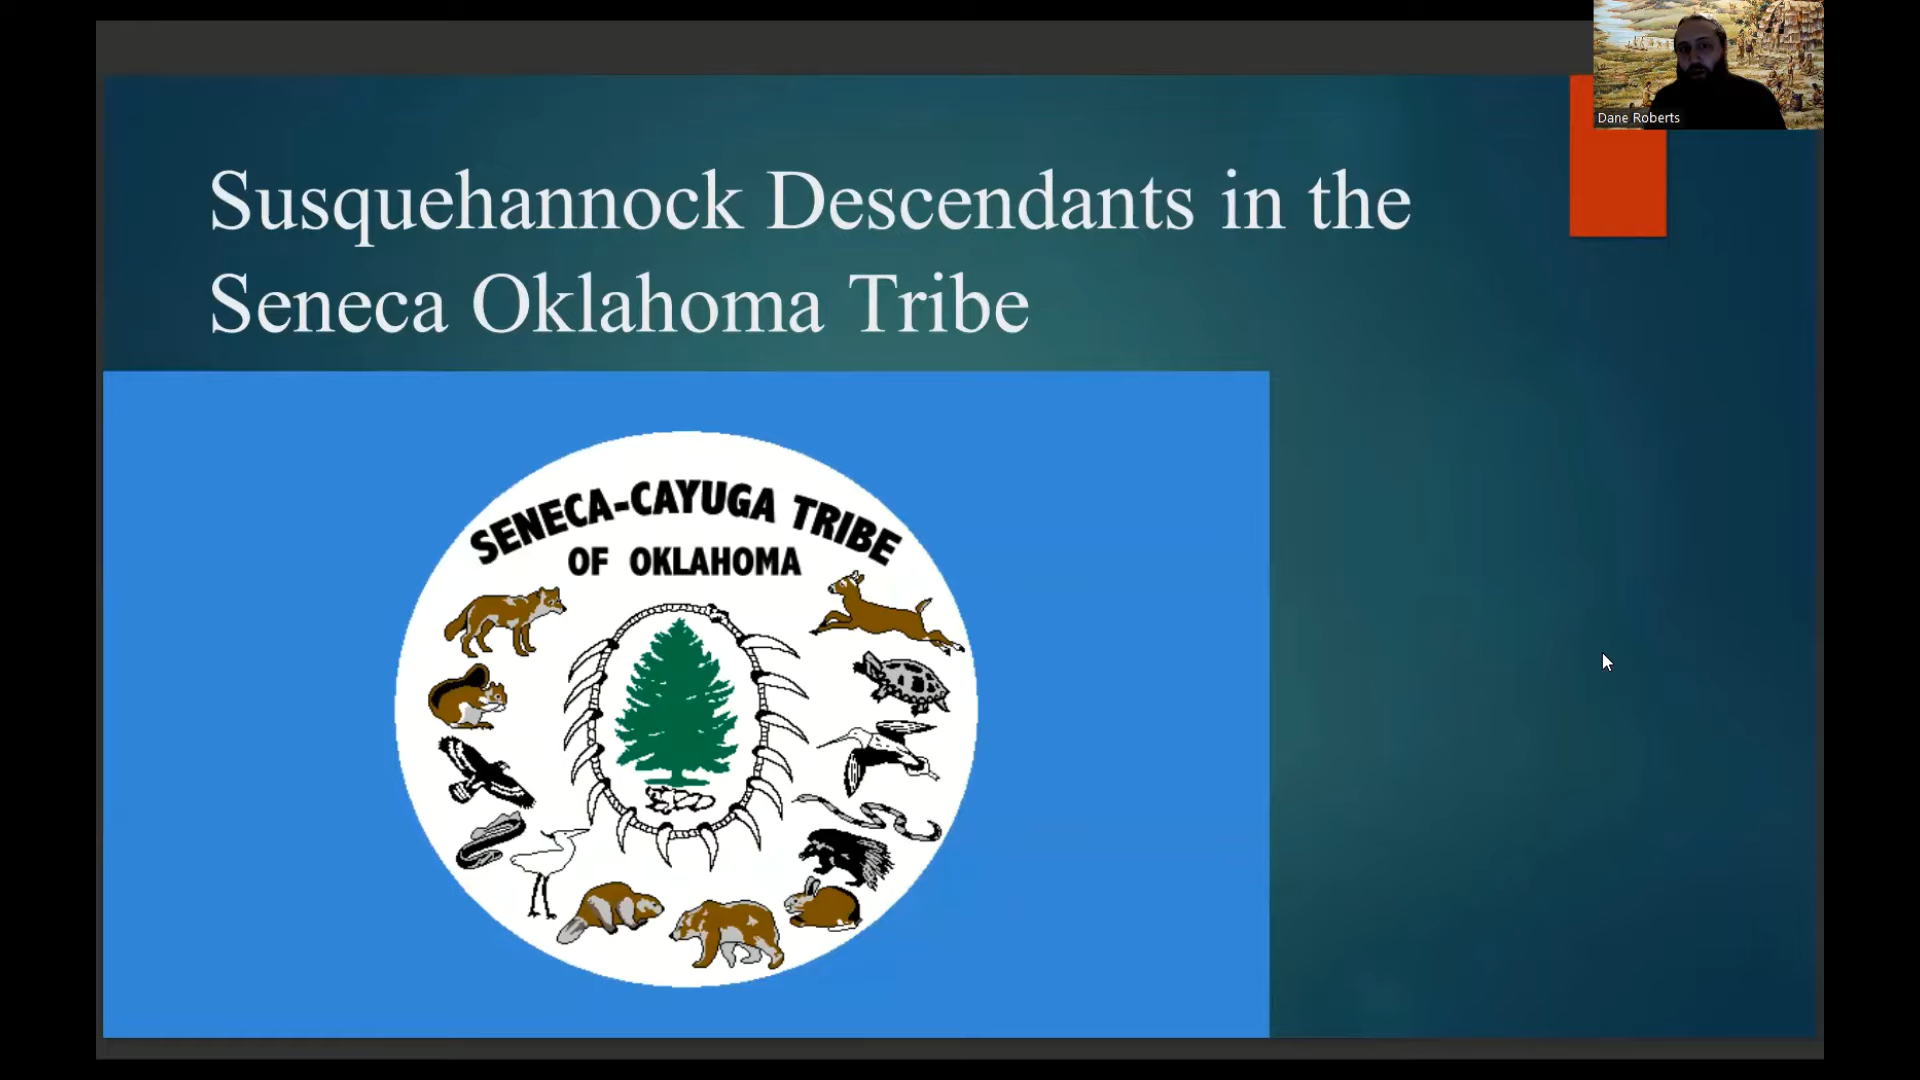 Dane Roberts
Susquehannock Descendants in the
Seneca Oklahoma Tribe
SENECA-CAYUGA TRIBE
OF OKLAHOMA